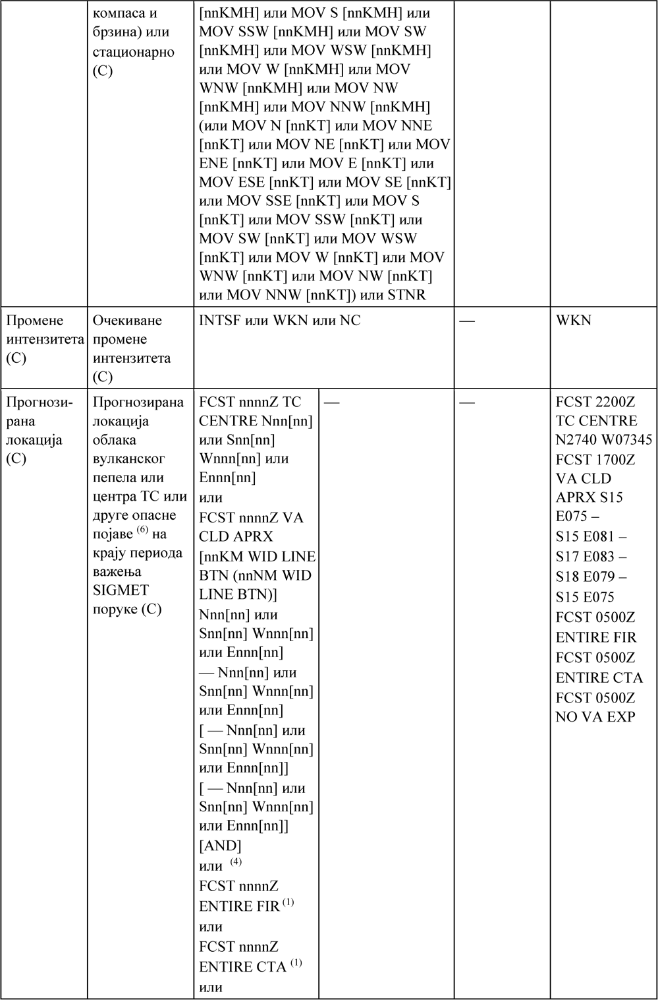 компаса и
брзина) или
стационарно
(C)
[nnKMH] или MOV S [nnKMH] или
MOV SSW [nnKMH] или MOV SW
[nnKMH] или MOV WSW [nnKMH]
или MOV W [nnKMH] или MOV
WNW [nnKMH] или MOV NW
[nnKMH] или MOV NNW [nnKMH]
(или MOV N [nnKT] или MOV NNE
[nnKT] или MOV NE [nnKT] или MOV
ENE [nnKT] или MOV E [nnKT] или
MOV ESE [nnKT] или MOV SE [nnKT]
или MOV SSE [nnKT] или MOV S
[nnKT] или MOV SSW [nnKT] или
MOV SW [nnKT] или MOV WSW
[nnKT] или MOV W [nnKT] или MOV
WNW [nnKT] или MOV NW [nnKT]
или MOV NNW [nnKT]) или STNR
Промене
интензитета
(C)
Очекиване
промене
интензитета
(C)
INTSF или WKN или NC
—
WKN
Прогнози-
рана
локација
(C)
Прогнозирана
локација
облака
вулканског
пепела или
центра TC или
друге опасне
појаве (6) на
крају периода
важења
SIGMET
поруке (C)
FCST nnnnZ TC
CENTRE Nnn[nn]
или Snn[nn]
Wnnn[nn] или
Ennn[nn]
или
FCST nnnnZ VA
CLD APRX
[nnKM WID LINE
BTN (nnNM WID
LINE BTN)]
Nnn[nn] или
Snn[nn] Wnnn[nn]
или Ennn[nn]
— Nnn[nn] или
Snn[nn] Wnnn[nn]
или Ennn[nn]
[ — Nnn[nn] или
Snn[nn] Wnnn[nn]
или Ennn[nn]]
[ — Nnn[nn] или
Snn[nn] Wnnn[nn]
или Ennn[nn]]
[AND]
или (4)
FCST nnnnZ
ENTIRE FIR (1)
или
FCST nnnnZ
ENTIRE CTA (1)
или
—
—
FCST 2200Z
TC CENTRE
N2740 W07345
FCST 1700Z
VA CLD
APRX S15
E075 –
S15 E081 –
S17 E083 –
S18 E079 –
S15 E075
FCST 0500Z
ENTIRE FIR
FCST 0500Z
ENTIRE CTA
FCST 0500Z
NO VA EXP